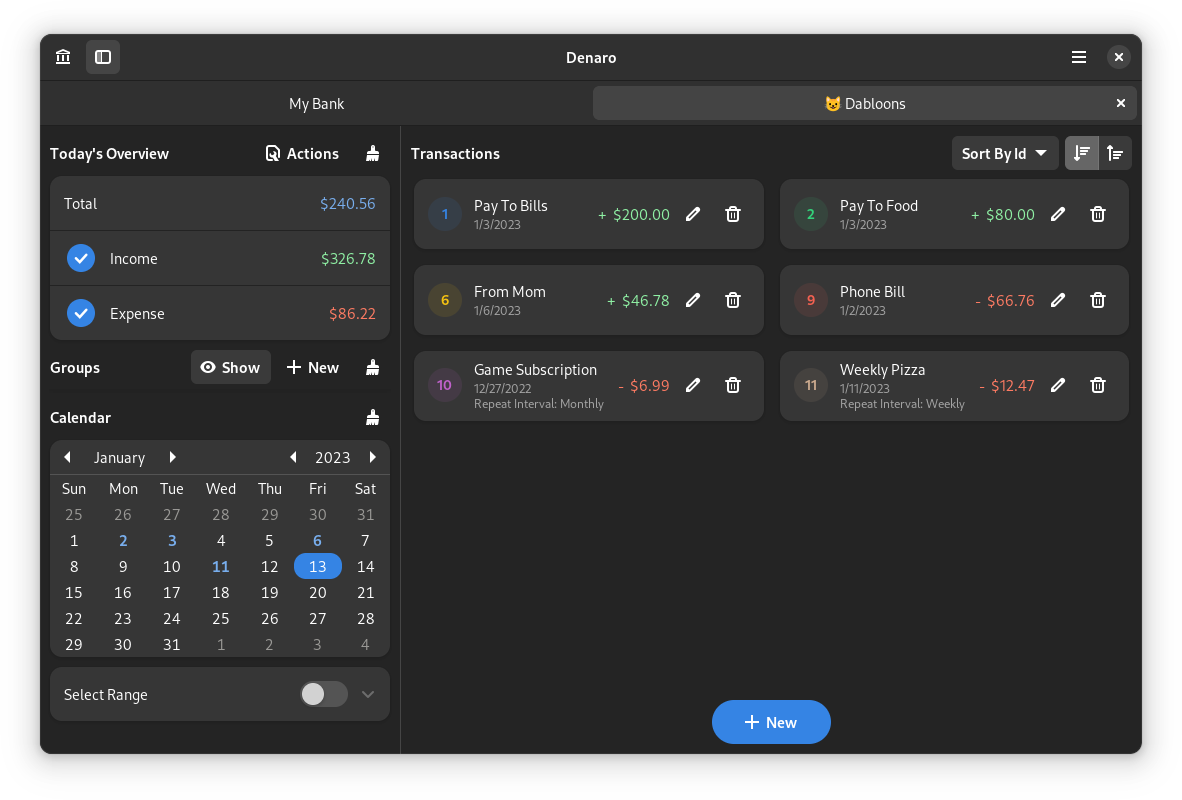 Denaro
My Bank
😺 Dabloons
Today's Overview
Actions
Total
$240.56
Income
$326.78
Expense
$86.22
Groups
Show
New
Calendar
January
2023
Sun Mon Tue Wed Thu Fri Sat
25 26 27 28 29 30 31
1 2 3 4 5 6 7
8 9 10 11 12 13 14
15 16 17 18 19 20 21
22 23 24 25 26 27 28
29 30 31 1 2 3 4
Select Range
Transactions
Sort By Id
1
Pay To Bills
1/3/2023
+ $200.00
2
Pay To Food
1/3/2023
+ $80.00
6
From Mom
1/6/2023
+ $46.78
9
Phone Bill
1/2/2023
- $66.76
10
Game Subscription
12/27/2022
Repeat Interval: Monthly
- $6.99
11
Weekly Pizza
1/11/2023
Repeat Interval: Weekly
- $12.47
New